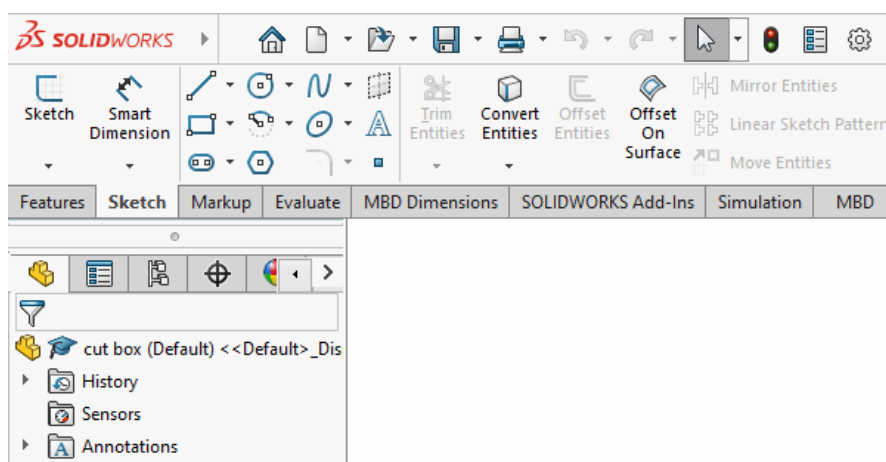 SOLIDWORKS
Sketch Smart Dimension Trim Entities Convert Entities Offset Entities Offset On Surface Mirror Entities
Linear Sketch Pattern
Move Entities
Features Sketch Markup Evaluate MBD Dimensions SOLIDWORKS Add-Ins Simulation MBD
cut box (Default) <<Default>_Dis
History
Sensors
Annotations